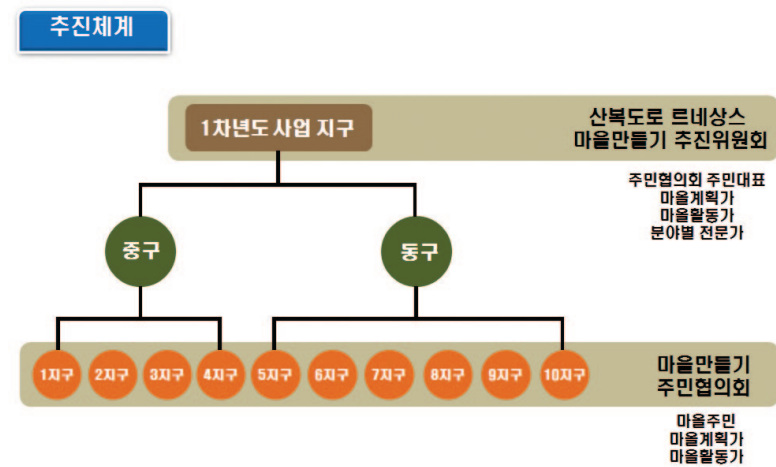 추진체계
1차년도 사업 지구
산복도로 르네상스
마을만들기 추진위원회
주민협의회 주민대표
마을계획가
마을활동가
분야별 전문가
중구
동구
1지구 2지구 3지구 4지구 5지구 6지구 7지구 8지구 9지구 10지구
마을만들기
주민협의회
마을주민
마을계획가
마을활동가